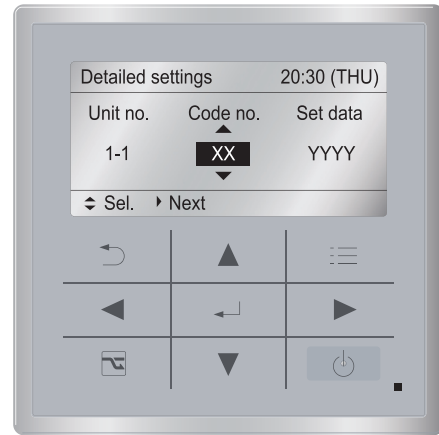 Detailed settings 20:30 (THU)
Unit no. Code no. Set data
1-1 XX YYYY
Sel. Next